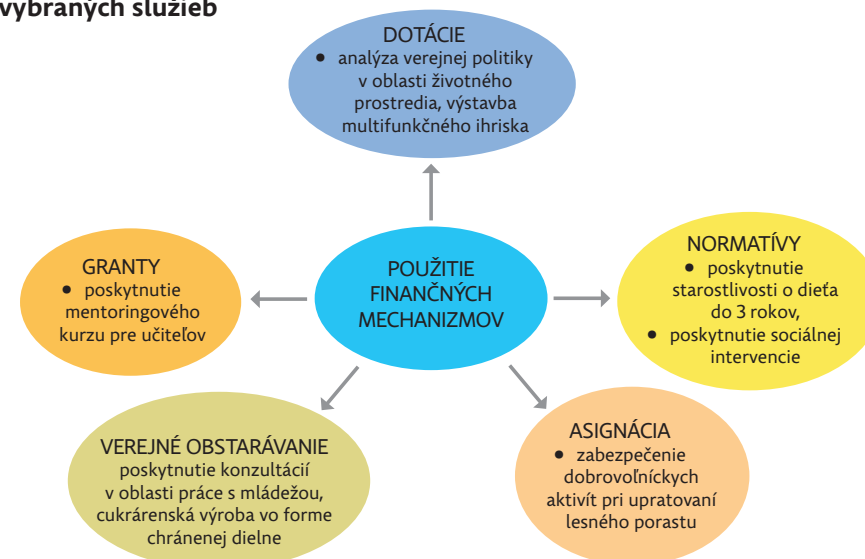 vybraných služieb
DOTÁCIE
• analýza verejnej politiky
v oblasti životného
prostredia, výstavba
multifunkčného ihriska
GRANTY
• poskytnutie
mentoringového
kurzu pre učiteľov
POUŽITIE
FINANČNÝCH
MECHANIZMOV
NORMATÍVY
• poskytnutie
starostlivosti o dieťa
do 3 rokov,
• poskytnutie sociálnej
intervencie
VEREJNÉ OBSTARÁVANIE
poskytnutie konzultácií
v oblasti práce s mládežou,
cukrárenská výroba vo forme
chránenej dielne
ASIGNÁCIA
• zabezpečenie
dobrovoľníckych
aktivít pri upratovaní
lesného porastu